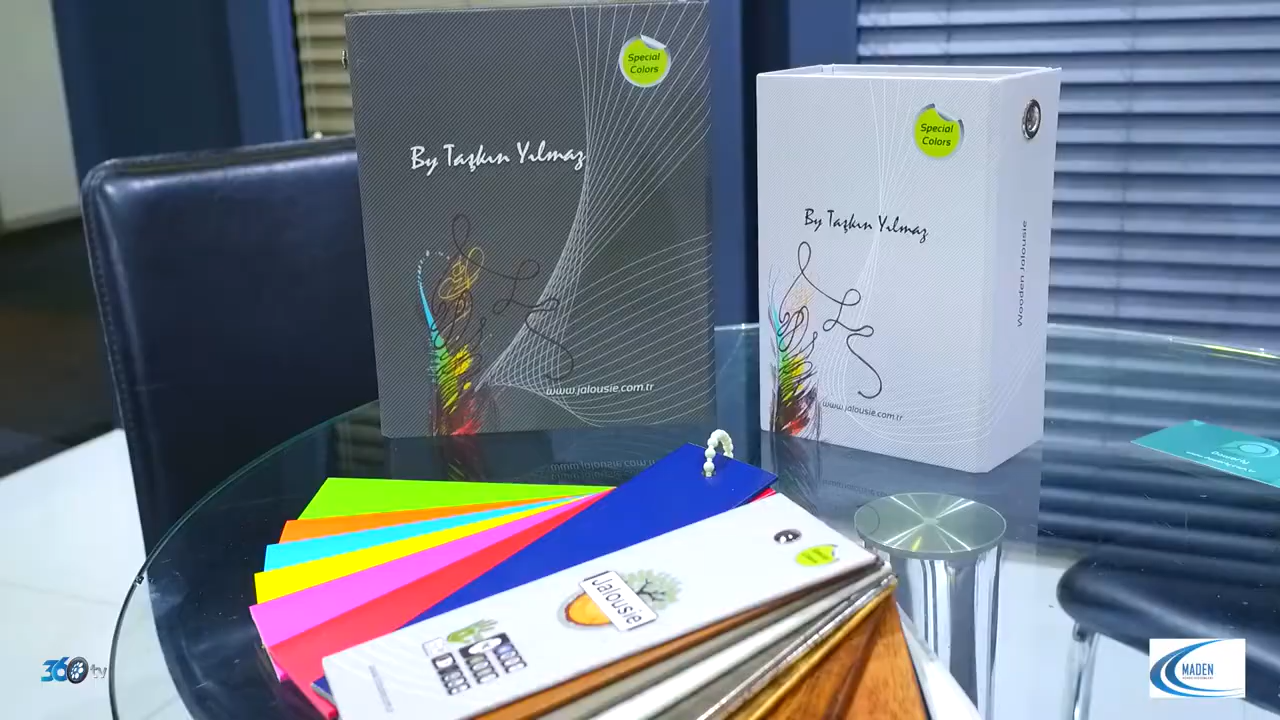 Special
Colors
By Taşkın Yılmaz
www.jalousie.com.tr
Special
Colors
By Taşkın Yılmaz
www.jalousie.com.tr
Wooden Jalousie
Jalousie
360tv
MADEN